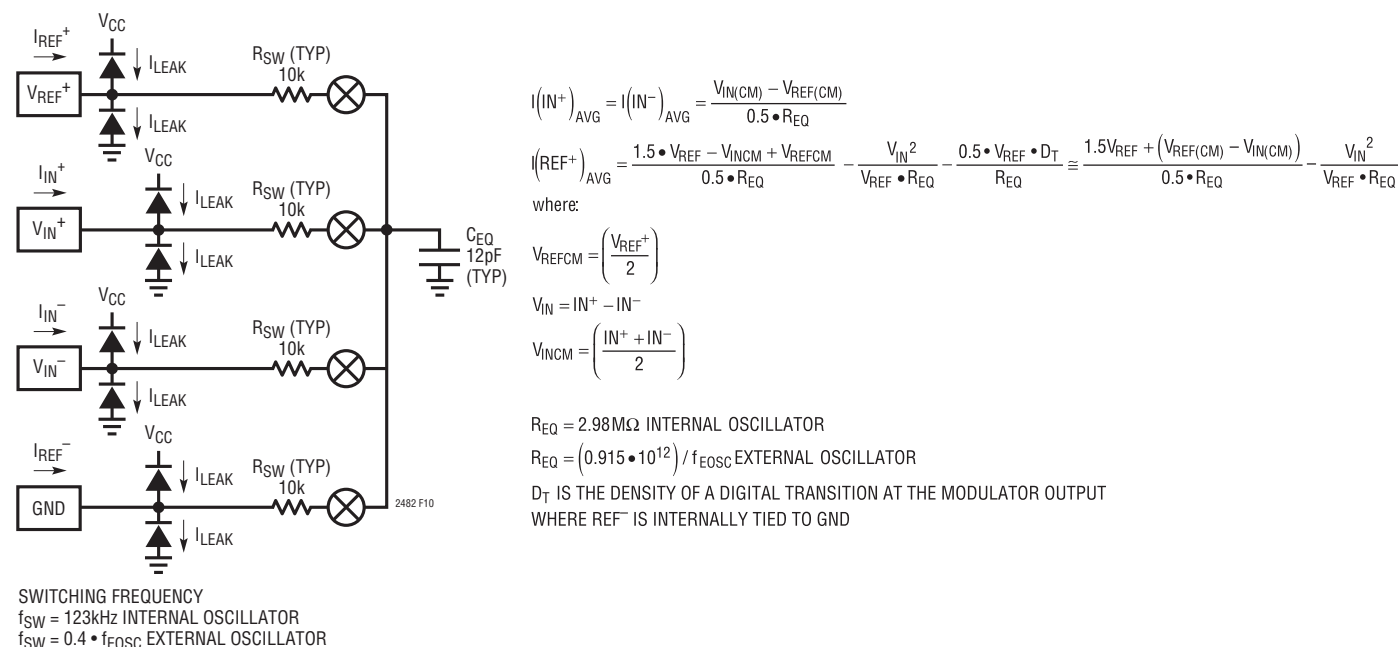 V_CC
I_REF^+
I_LEAK
R_SW (TYP)
10k
V_REF^+
I_LEAK
V_CC
I_IN^+
I_LEAK
R_SW (TYP)
10k
V_IN^+
I_LEAK
C_EQ
12pF
(TYP)
V_CC
I_IN^−
I_LEAK
R_SW (TYP)
10k
V_IN^−
I_LEAK
V_CC
I_REF^−
I_LEAK
R_SW (TYP)
10k
GND
I_LEAK
2482 F10
SWITCHING FREQUENCY
f_SW = 123kHz INTERNAL OSCILLATOR
f_SW = 0.4 • f_EOSC EXTERNAL OSCILLATOR
I(IN^+)_AVG = I(IN^−)_AVG = (V_IN(CM) − V_REF(CM)) / (0.5 • R_EQ)
I(REF^+)_AVG = (1.5 • V_REF − V_INCM + V_REFCM) / (0.5 • R_EQ) − V_IN^2 / (V_REF • R_EQ) − (0.5 • V_REF • D_T) / R_EQ ≅ (1.5V_REF + (V_REF(CM) − V_IN(CM))) / (0.5 • R_EQ) − V_IN^2 / (V_REF • R_EQ)
where:
V_REFCM = (V_REF^+ / 2)
V_IN = IN^+ − IN^−
V_INCM = ((IN^+ + IN^−) / 2)
R_EQ = 2.98MΩ INTERNAL OSCILLATOR
R_EQ = (0.915 • 10^12) / f_EOSC EXTERNAL OSCILLATOR
D_T IS THE DENSITY OF A DIGITAL TRANSITION AT THE MODULATOR OUTPUT
WHERE REF^− IS INTERNALLY TIED TO GND